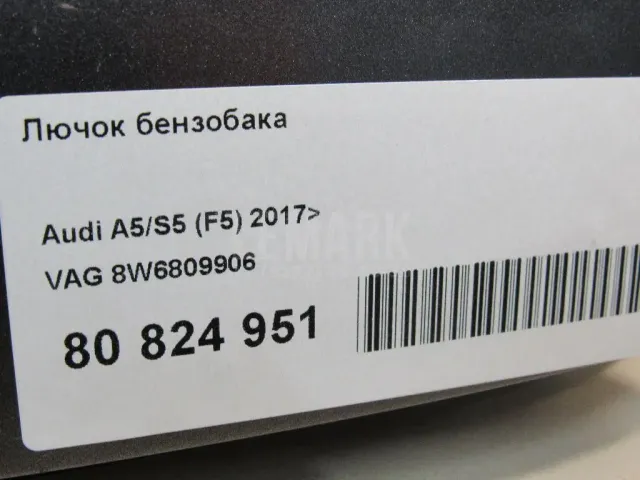 Лючок бензобака
Audi A5/S5 (F5) 2017>
VAG 8W6809906
80 824 951